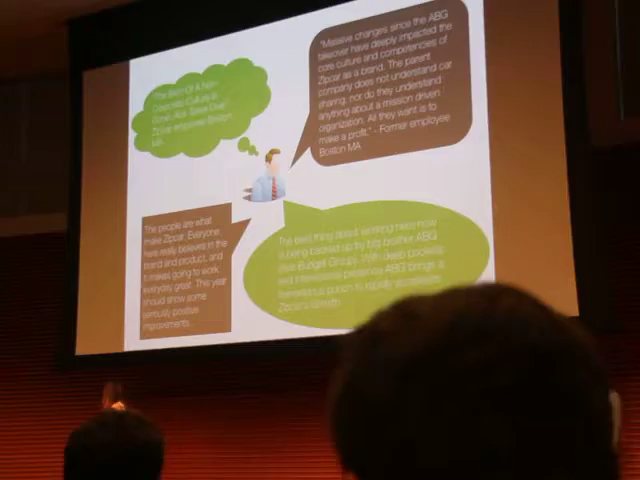 "Massive changes since the ABG
takeover have deeply impacted the
core culture and competencies of
Zipcar as a brand. The parent
company does not understand car
sharing, nor do they understand
anything about a mission driven
organization. All they want is to
make a profit." - Former employee
Boston MA
The people are what
make Zipcar. Everyone
here really believes in the
brand and product, and
it makes going to work
everyday great. This year
should show some
seriously positive
improvements.
The best thing about working here now
is being backed up by big brother ABG
(Avis Budget Group). With deep pockets
and international presence ABG brings a
to rapidly accelerate
Zipcar's growth.